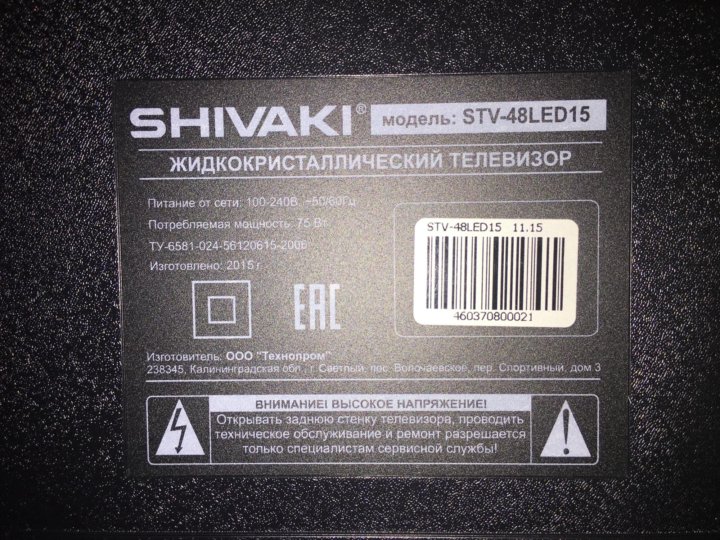 SHIVAKI® модель: STV-48LED15
ЖИДКОКРИСТАЛЛИЧЕСКИЙ ТЕЛЕВИЗОР
Питание от сети: 100-240В, ~50/60Гц
Потребляемая мощность: 75 Вт
ТУ-6581-024-56120615-2006
Изготовлено: 2015 г
STV-48LED15 11.15
460370800021
EAC
Изготовитель: ООО "Технопром"
238345, Калининградская обл., г. Светлый, пос. Волочаевское, пер. Спортивный, дом 3
ВНИМАНИЕ! ВЫСОКОЕ НАПРЯЖЕНИЕ!
Открывать заднюю стенку телевизора, проводить
техническое обслуживание и ремонт разрешается
только специалистам сервисной службы!